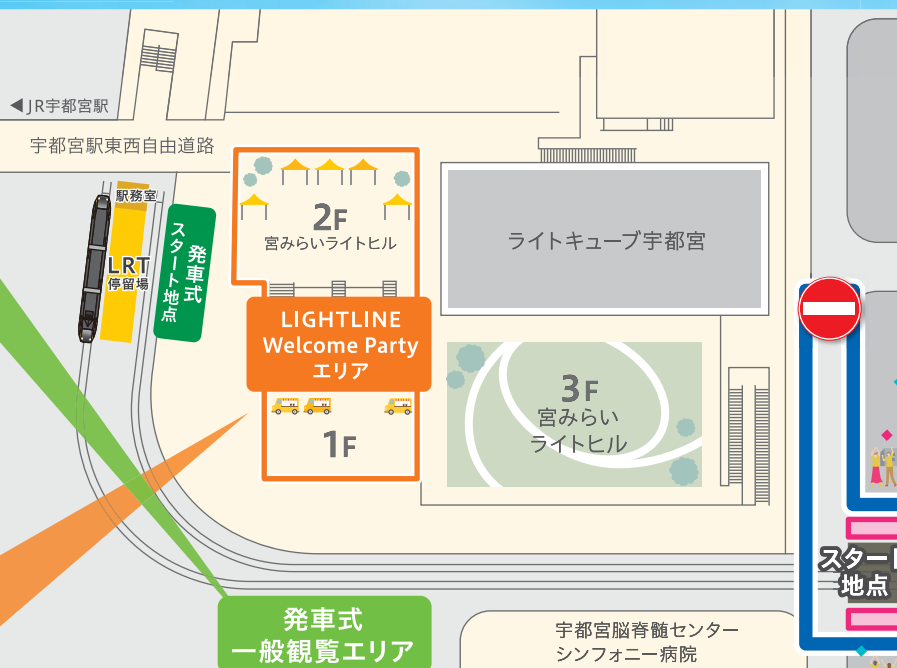 ◀JR宇都宮駅
宇都宮駅東西自由道路
駅務室
LRT
停留場
発車式
スタート地点
2F
宮みらいライトヒル
ライトキューブ宇都宮
LIGHTLINE
Welcome Party
エリア
1F
3F
宮みらい
ライトヒル
スタート
地点
発車式
一般観覧エリア
宇都宮脳脊髄センター
シンフォニー病院